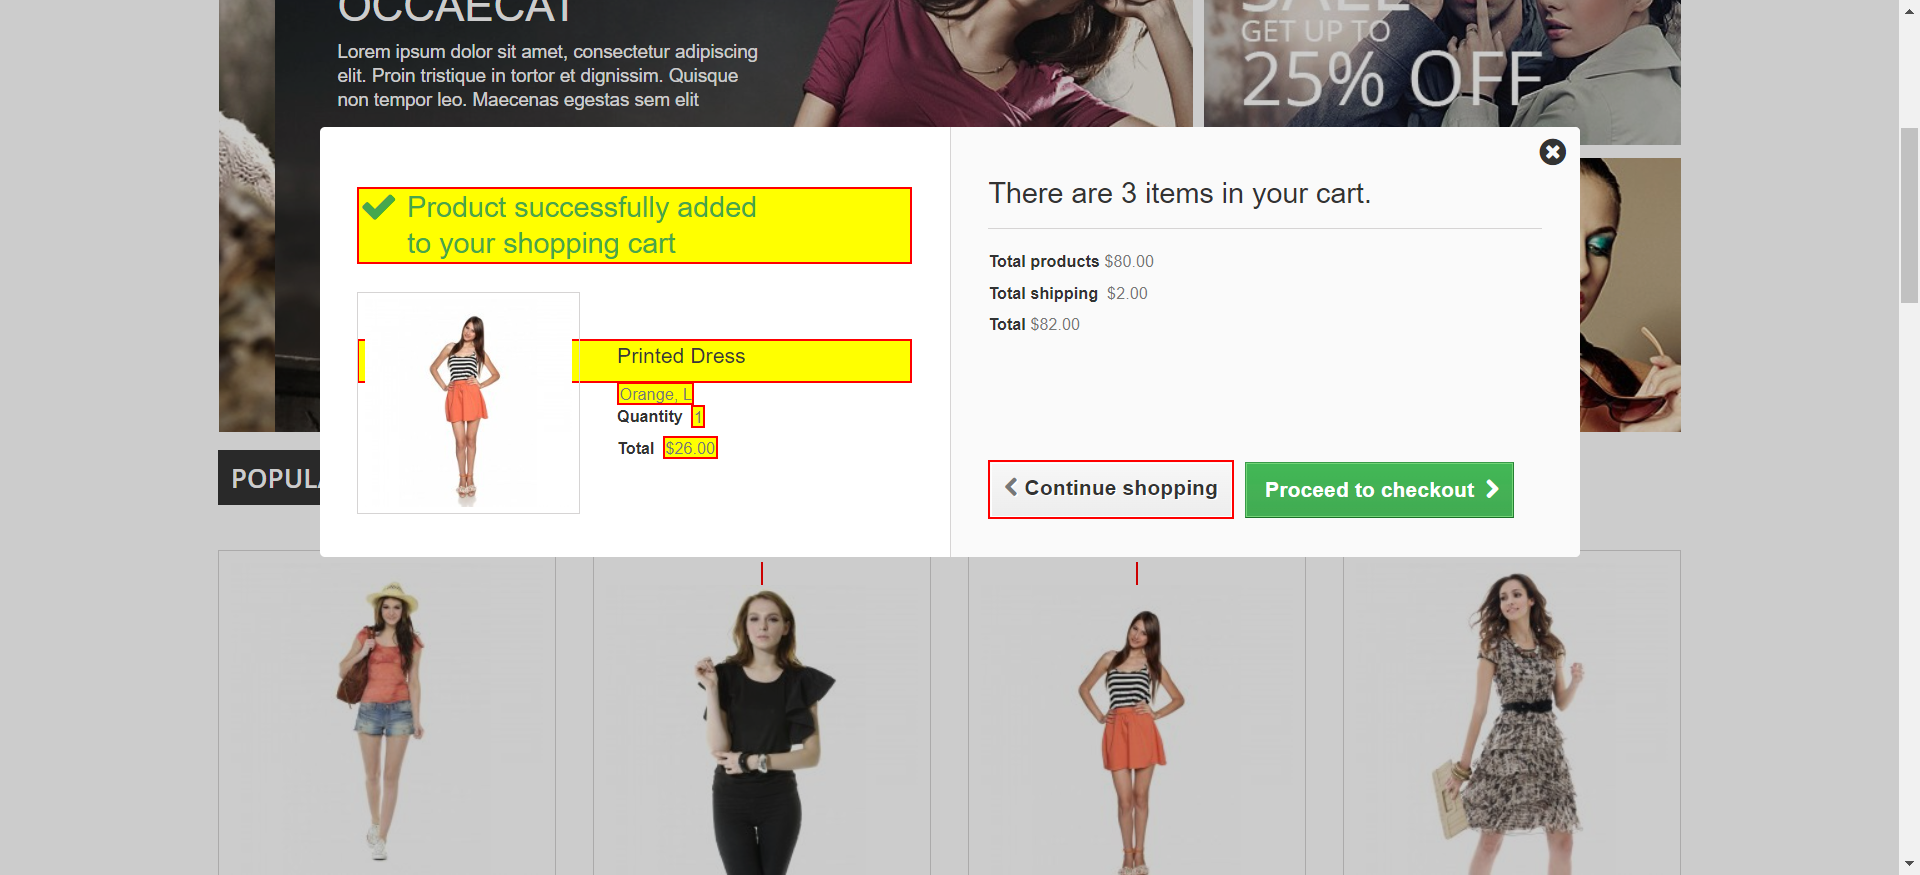 OCCAECAT
Lorem ipsum dolor sit amet, consectetur adipiscing
elit. Proin tristique in tortor et dignissim. Quisque
non tempor leo. Maecenas egestas sem elit
SALE
GET UP TO
25% OFF
Product successfully added
to your shopping cart
Printed Dress
Orange, L
Quantity 1
Total $26.00
There are 3 items in your cart.
Total products $80.00
Total shipping $2.00
Total $82.00
Continue shopping
Proceed to checkout
POPULA